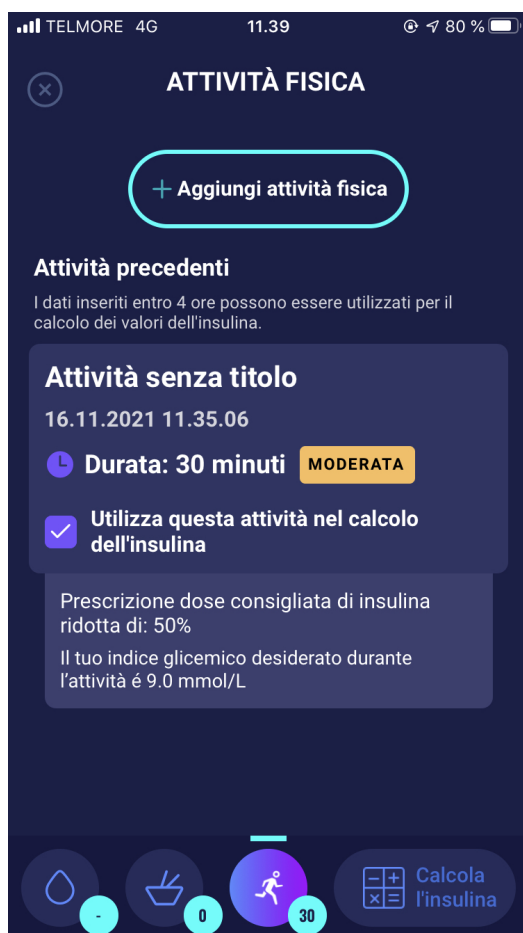 TELMORE 4G 11.39 80 %
ATTIVITÀ FISICA
+ Aggiungi attività fisica
Attività precedenti
I dati inseriti entro 4 ore possono essere utilizzati per il
calcolo dei valori dell'insulina.
Attività senza titolo
16.11.2021 11.35.06
Durata: 30 minuti MODERATA
Utilizza questa attività nel calcolo
dell'insulina
Prescrizione dose consigliata di insulina
ridotta di: 50%
Il tuo indice glicemico desiderato durante
l’attività é 9.0 mmol/L
Calcola
l'insulina
- 0 30